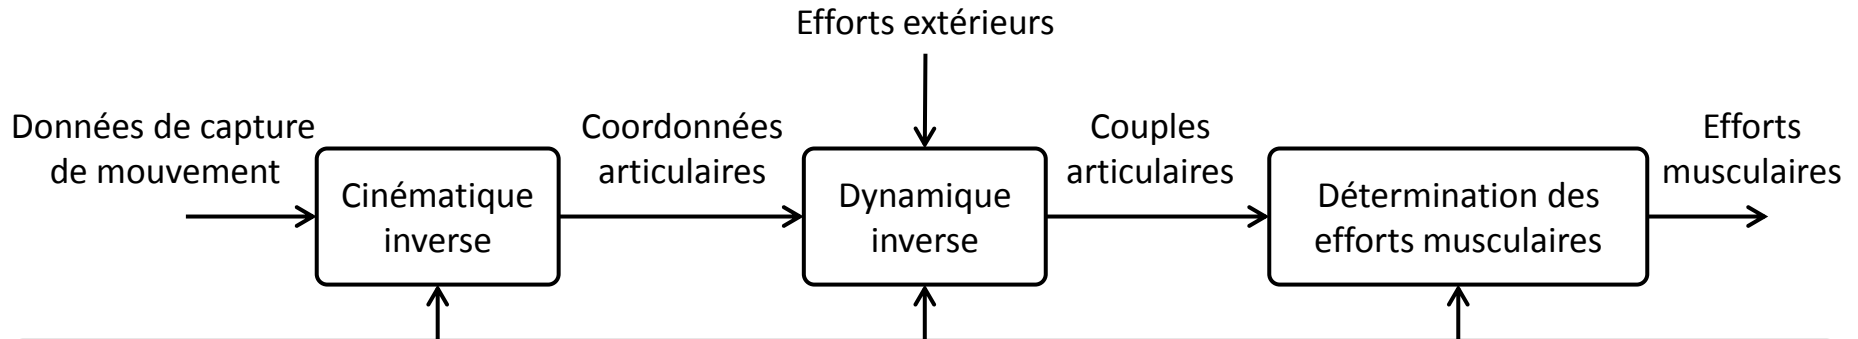 Efforts extérieurs
Données de capture
de mouvement
Cinématique
inverse
Coordonnées
articulaires
Dynamique
inverse
Couples
articulaires
Détermination des
efforts musculaires
Efforts
musculaires